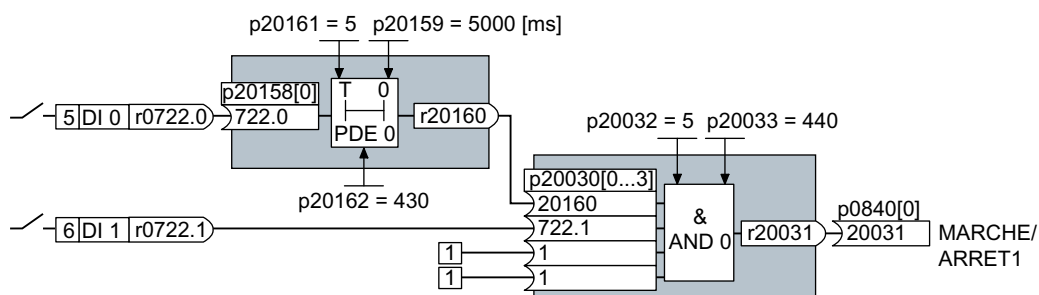 p20161 = 5 p20159 = 5000 [ms]
p20158[0]
T 0
5 DI 0 r0722.0 722.0 r20160
PDE 0
p20162 = 430
p20032 = 5 p20033 = 440
p20030[0...3]
20160
6 DI 1 r0722.1 722.1
&
AND 0
p0840[0]
r20031 20031 MARCHE/
ARRET1
1 1
1 1